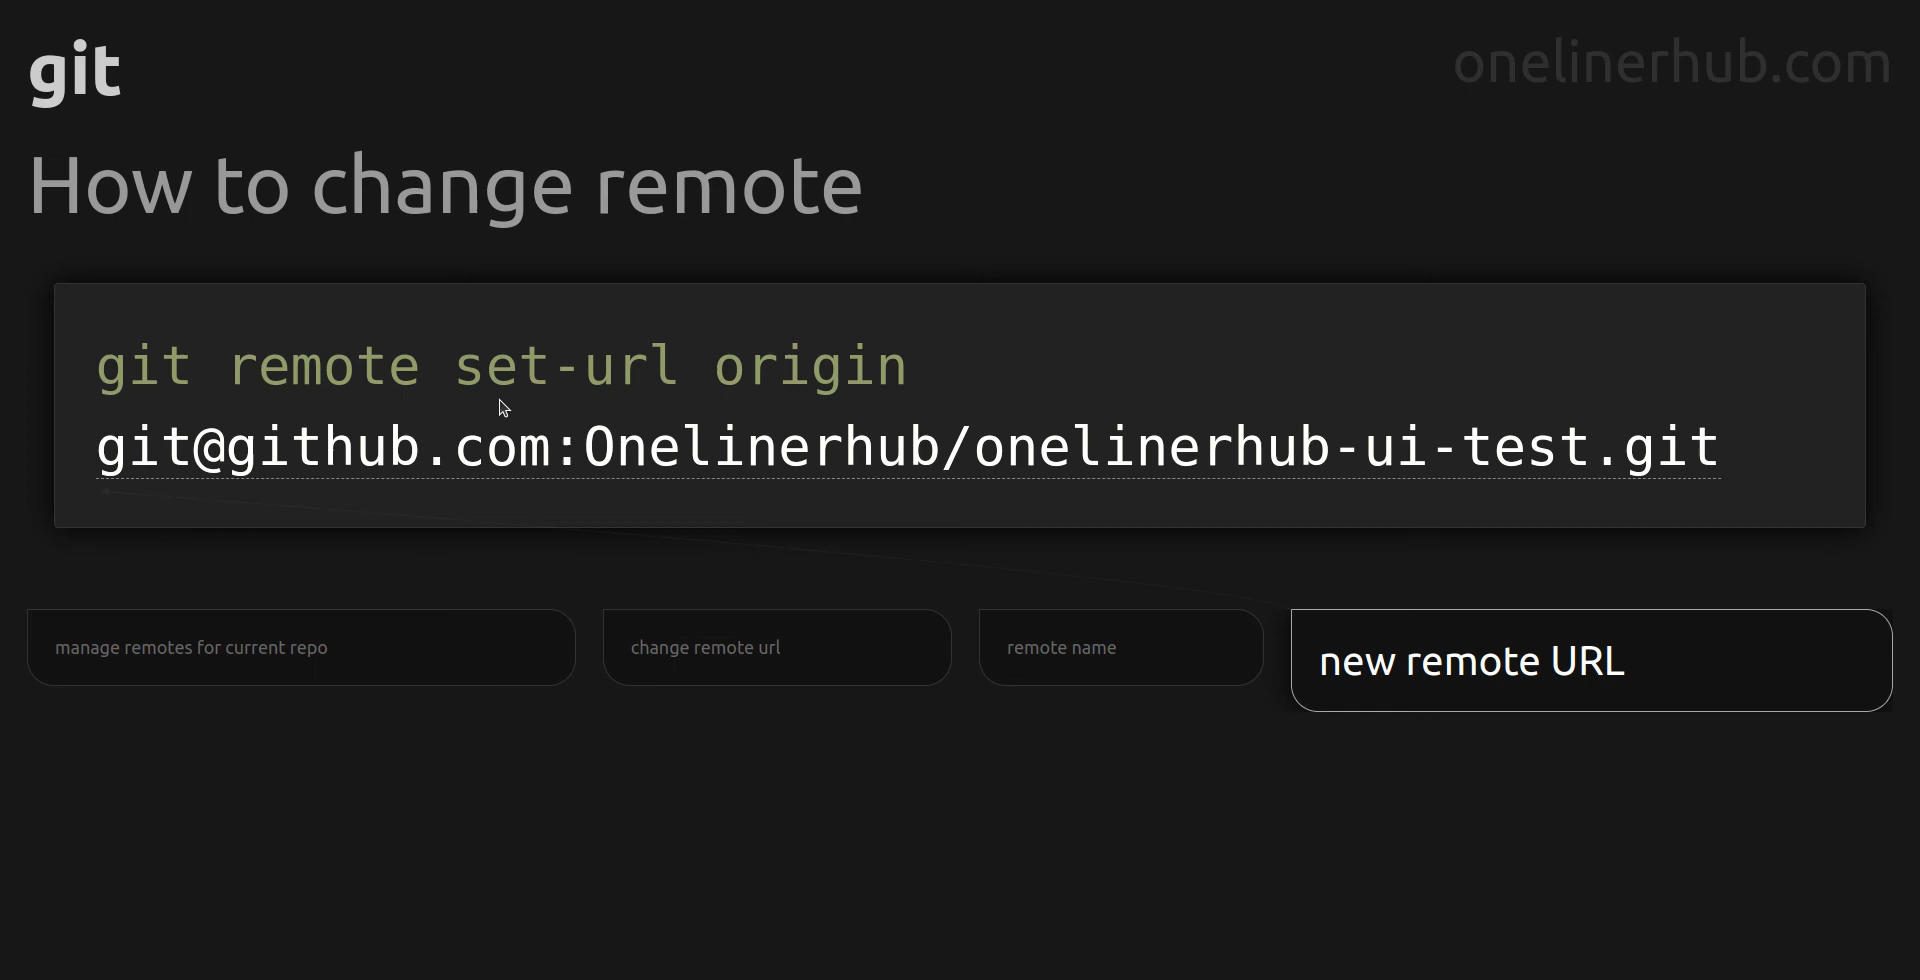 git
onelinerhub.com
How to change remote
git remote set-url origin
git@github.com:Onelinerhub/onelinerhub-ui-test.git
manage remotes for current repo
change remote url
remote name
new remote URL